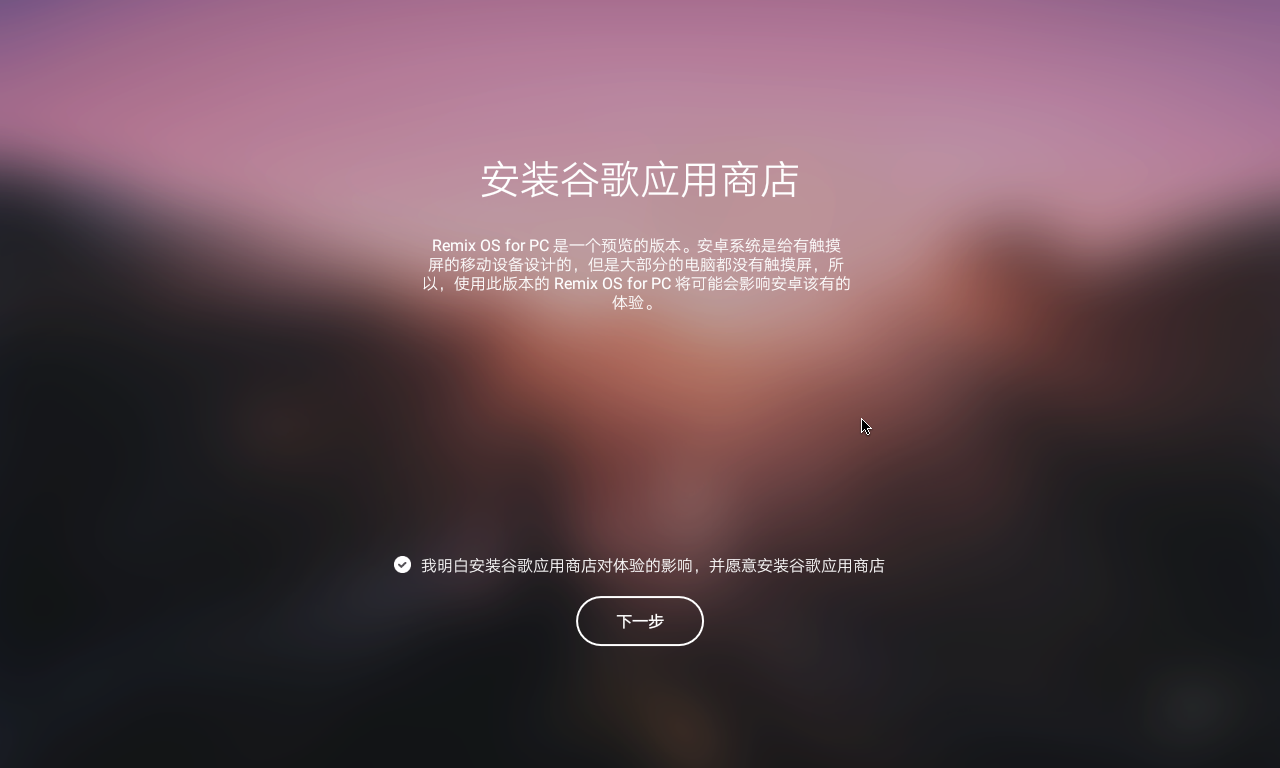 安装谷歌应用商店
Remix OS for PC 是一个预览的版本。安卓系统是给有触摸
屏的移动设备设计的，但是大部分的电脑都没有触摸屏，所
以，使用此版本的 Remix OS for PC 将可能会影响安卓该有的
体验。
我明白安装谷歌应用商店对体验的影响，并愿意安装谷歌应用商店
下一步